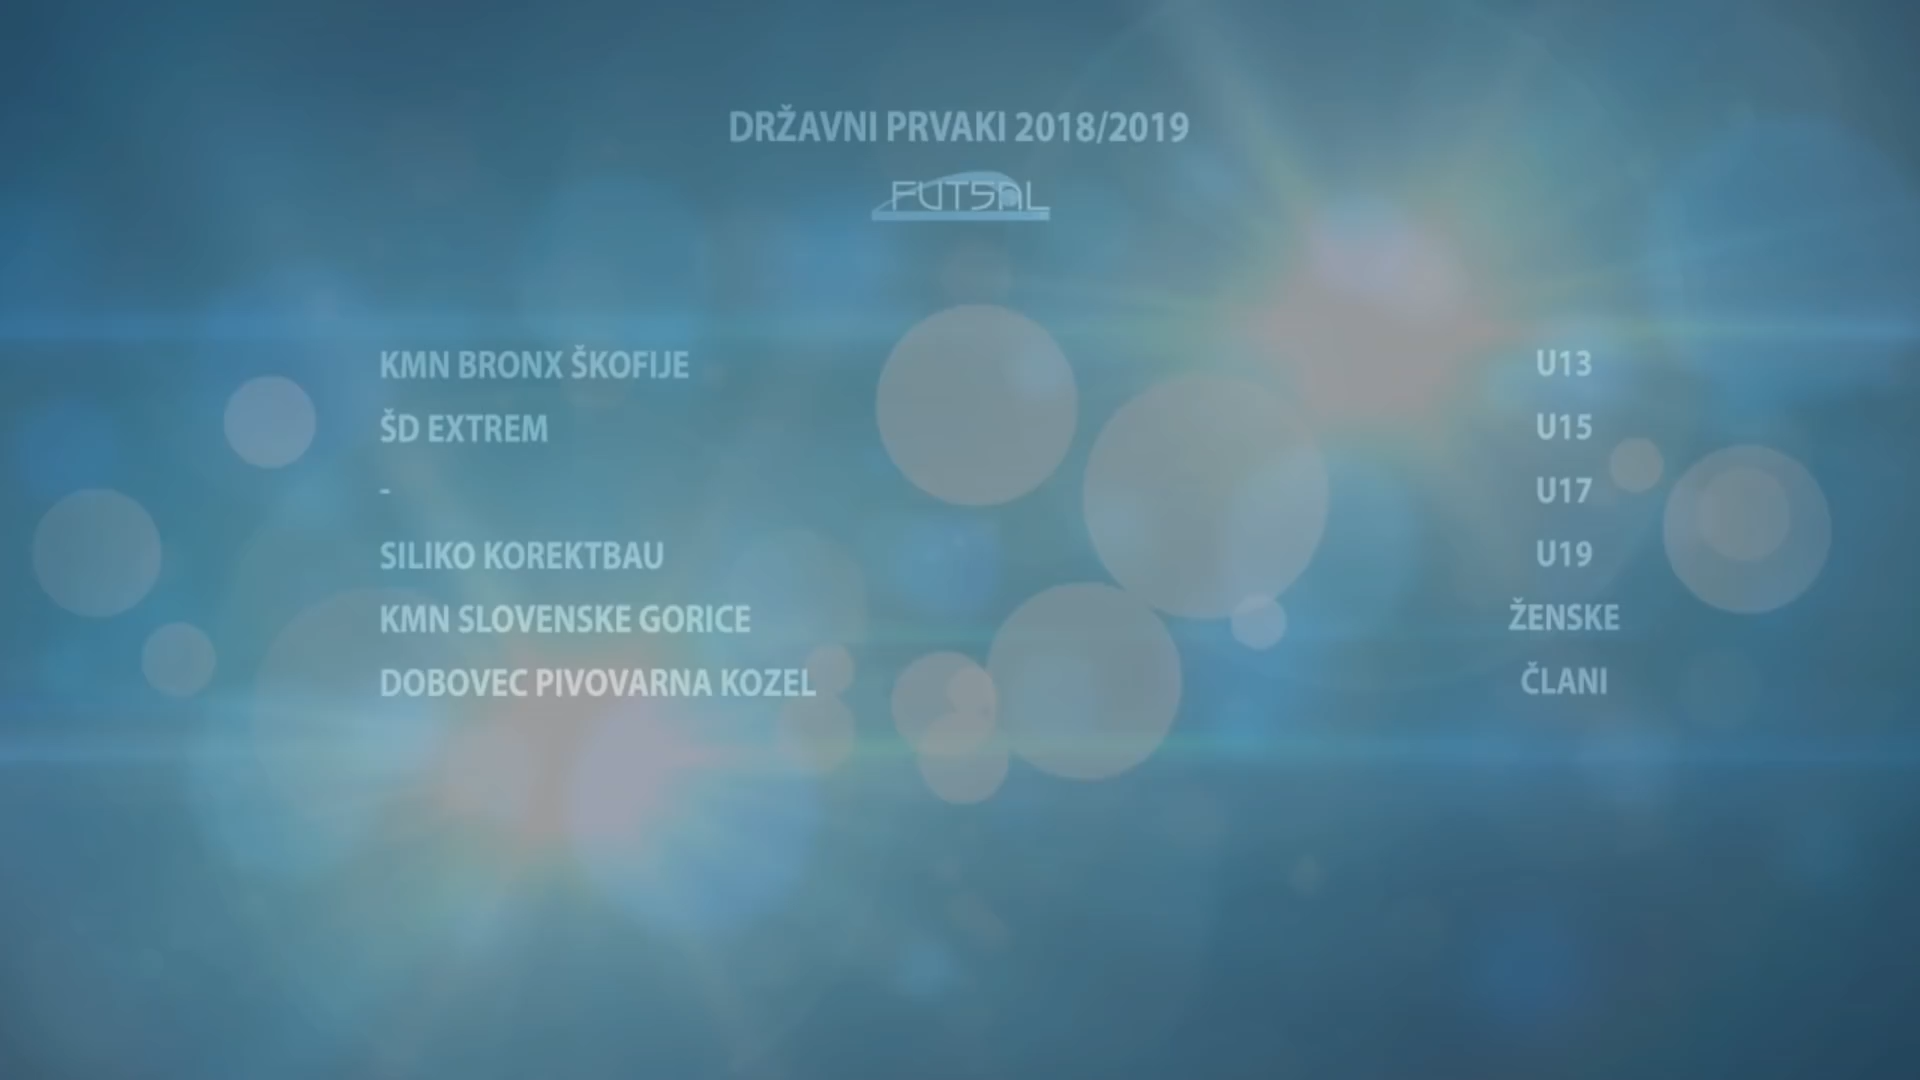 DRŽAVNI PRVAKI 2018/2019
FUTSAL
KMN BRONX ŠKOFIJE U13
ŠD EXTREM U15
- U17
SILIKO KOREKTBAU U19
KMN SLOVENSKE GORICE ŽENSKE
DOBOVEC PIVOVARNA KOZEL ČLANI